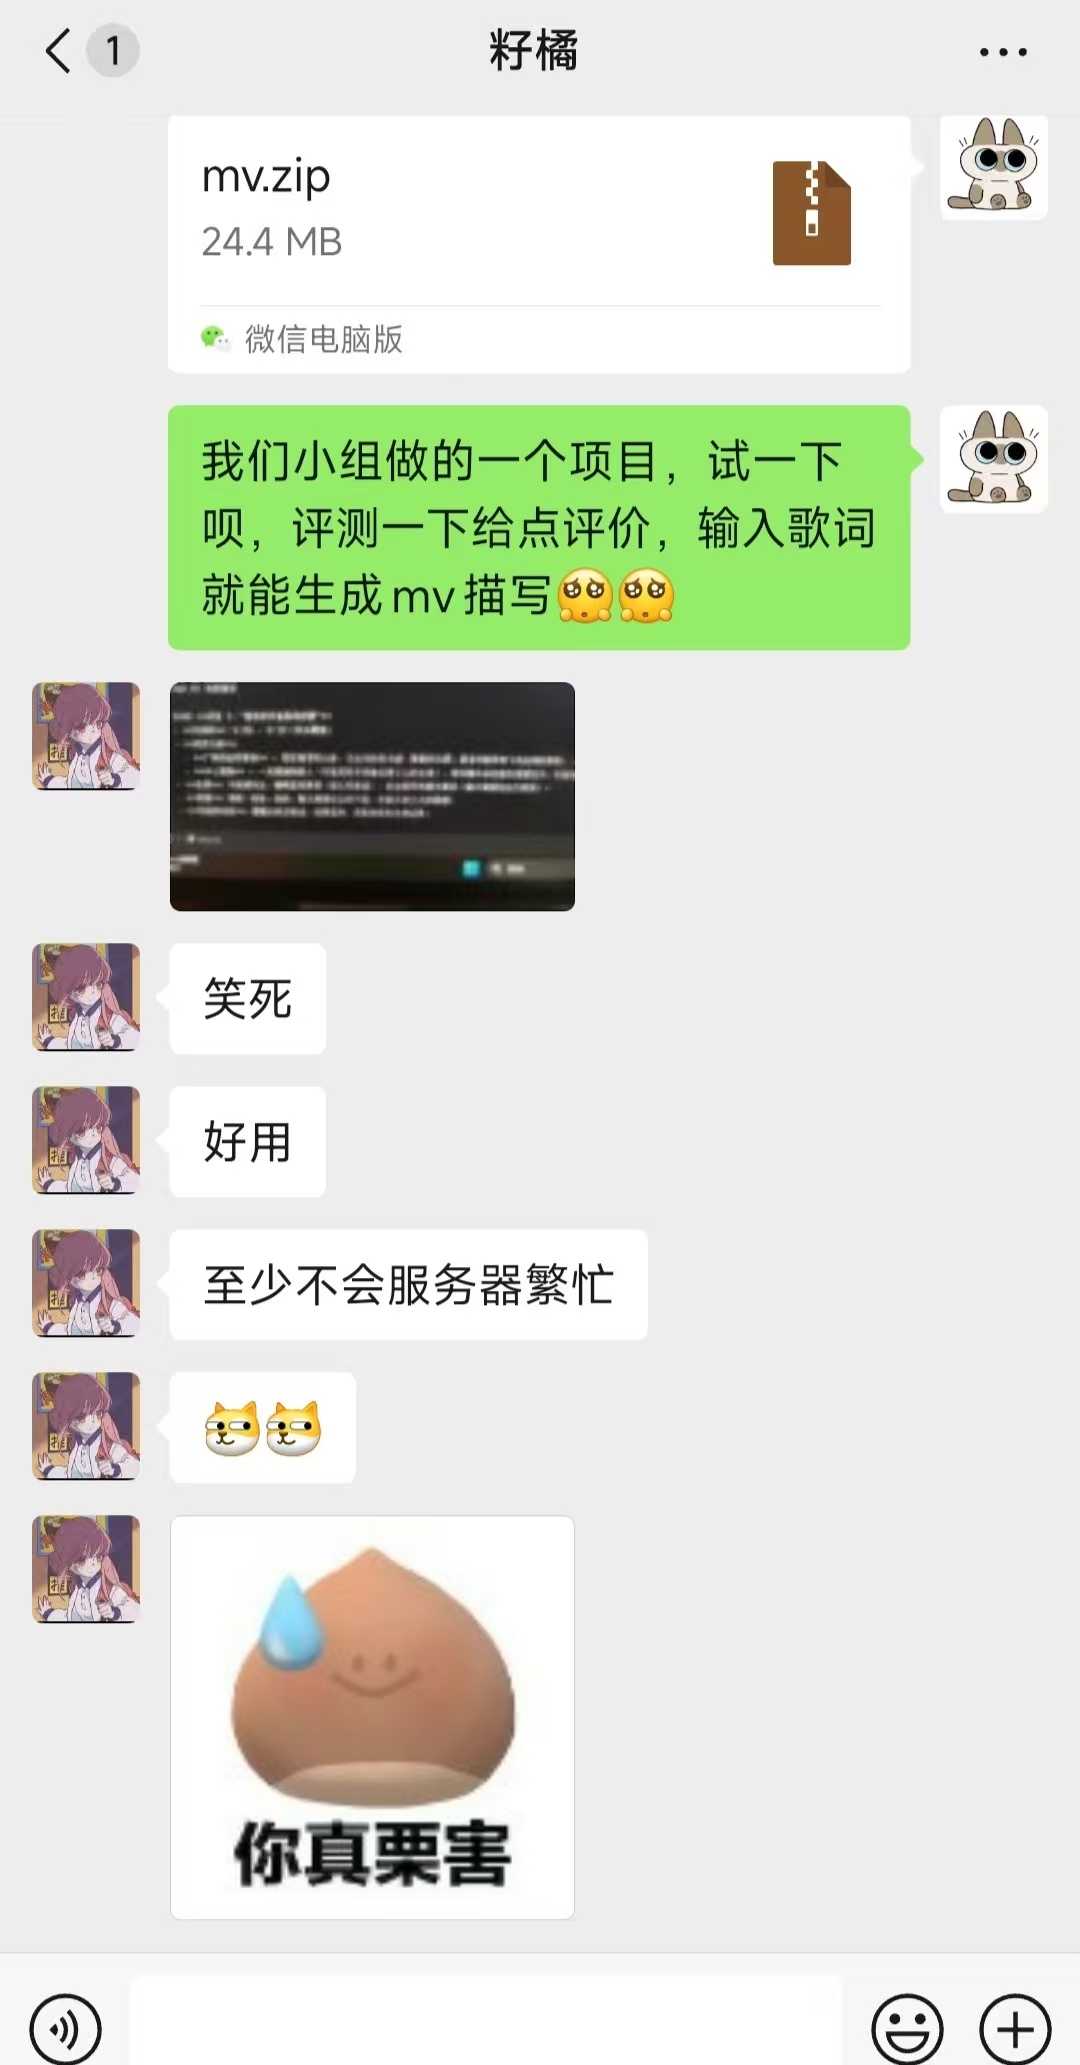 1
籽橘
mv.zip
24.4 MB
微信电脑版
我们小组做的一个项目，试一下
呗，评测一下给点评价，输入歌词
就能生成mv描写🥺🥺
笑死
好用
至少不会服务器繁忙
你真栗害